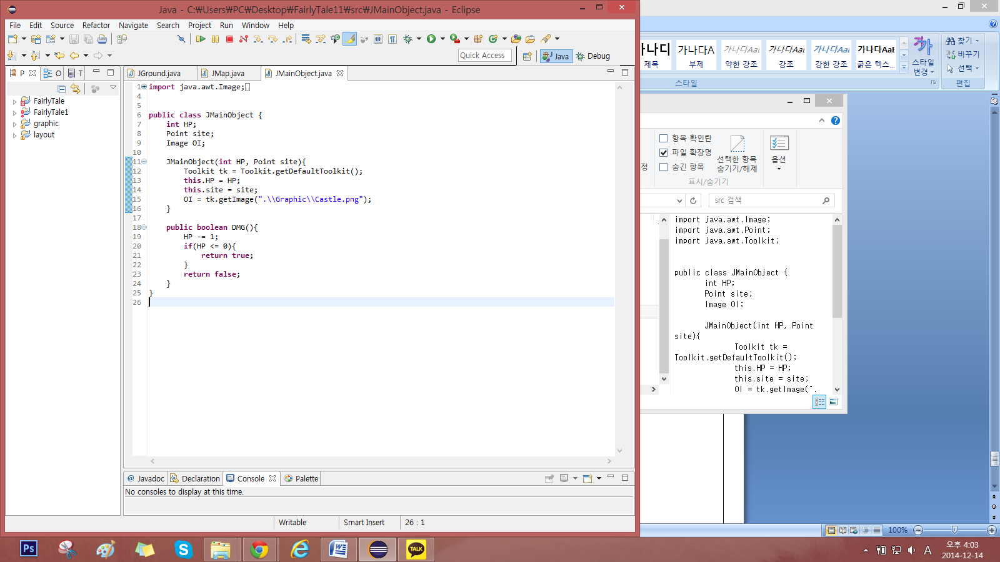 Java - C:₩Users₩PC₩Desktop₩FairlyTale11₩src₩JMainObject.java - Eclipse
File Edit Source Refactor Navigate Search Project Run Window Help
Quick Access
Java
Debug
P
O
T
FairlyTale
FairlyTale1
graphic
layout
JGround.java
JMap.java
JMainObject.java
1 import java.awt.Image;
4
5
6 public class JMainObject {
7 int HP;
8 Point site;
9 Image OI;
10
11 JMainObject(int HP, Point site){
12 Toolkit tk = Toolkit.getDefaultToolkit();
13 this.HP = HP;
14 this.site = site;
15 OI = tk.getImage(".\\Graphic\\Castle.png");
16 }
17
18 public boolean DMG(){
19 HP -= 1;
20 if(HP <= 0){
21 return true;
22 }
23 return false;
24 }
25 }
26
@ Javadoc Declaration Console Palette
No consoles to display at this time.
Writable Smart Insert 26 : 1
가나다 가나다A 가나다AaI 가나다AaI 가나다AaI 가나다AaE
제목 부제 약한 강조 강조 강한 강조 굵은 텍스...
스타일
가
스타일
변경
찾기
바꾸기
선택
편집
항목 확인란
파일 확장명
숨긴 항목
선택한 항목
숨기기/해제
옵션
표시/숨기기
src 검색
import java.awt.Image;
import java.awt.Point;
import java.awt.Toolkit;
public class JMainObject {
int HP;
Point site;
Image OI;
JMainObject(int HP, Point
site){
Toolkit tk =
Toolkit.getDefaultToolkit();
this.HP = HP;
this.site = site;
OI = tk.getImage(".
100%
Ps
TALK
A
오후 4:03
2014-12-14